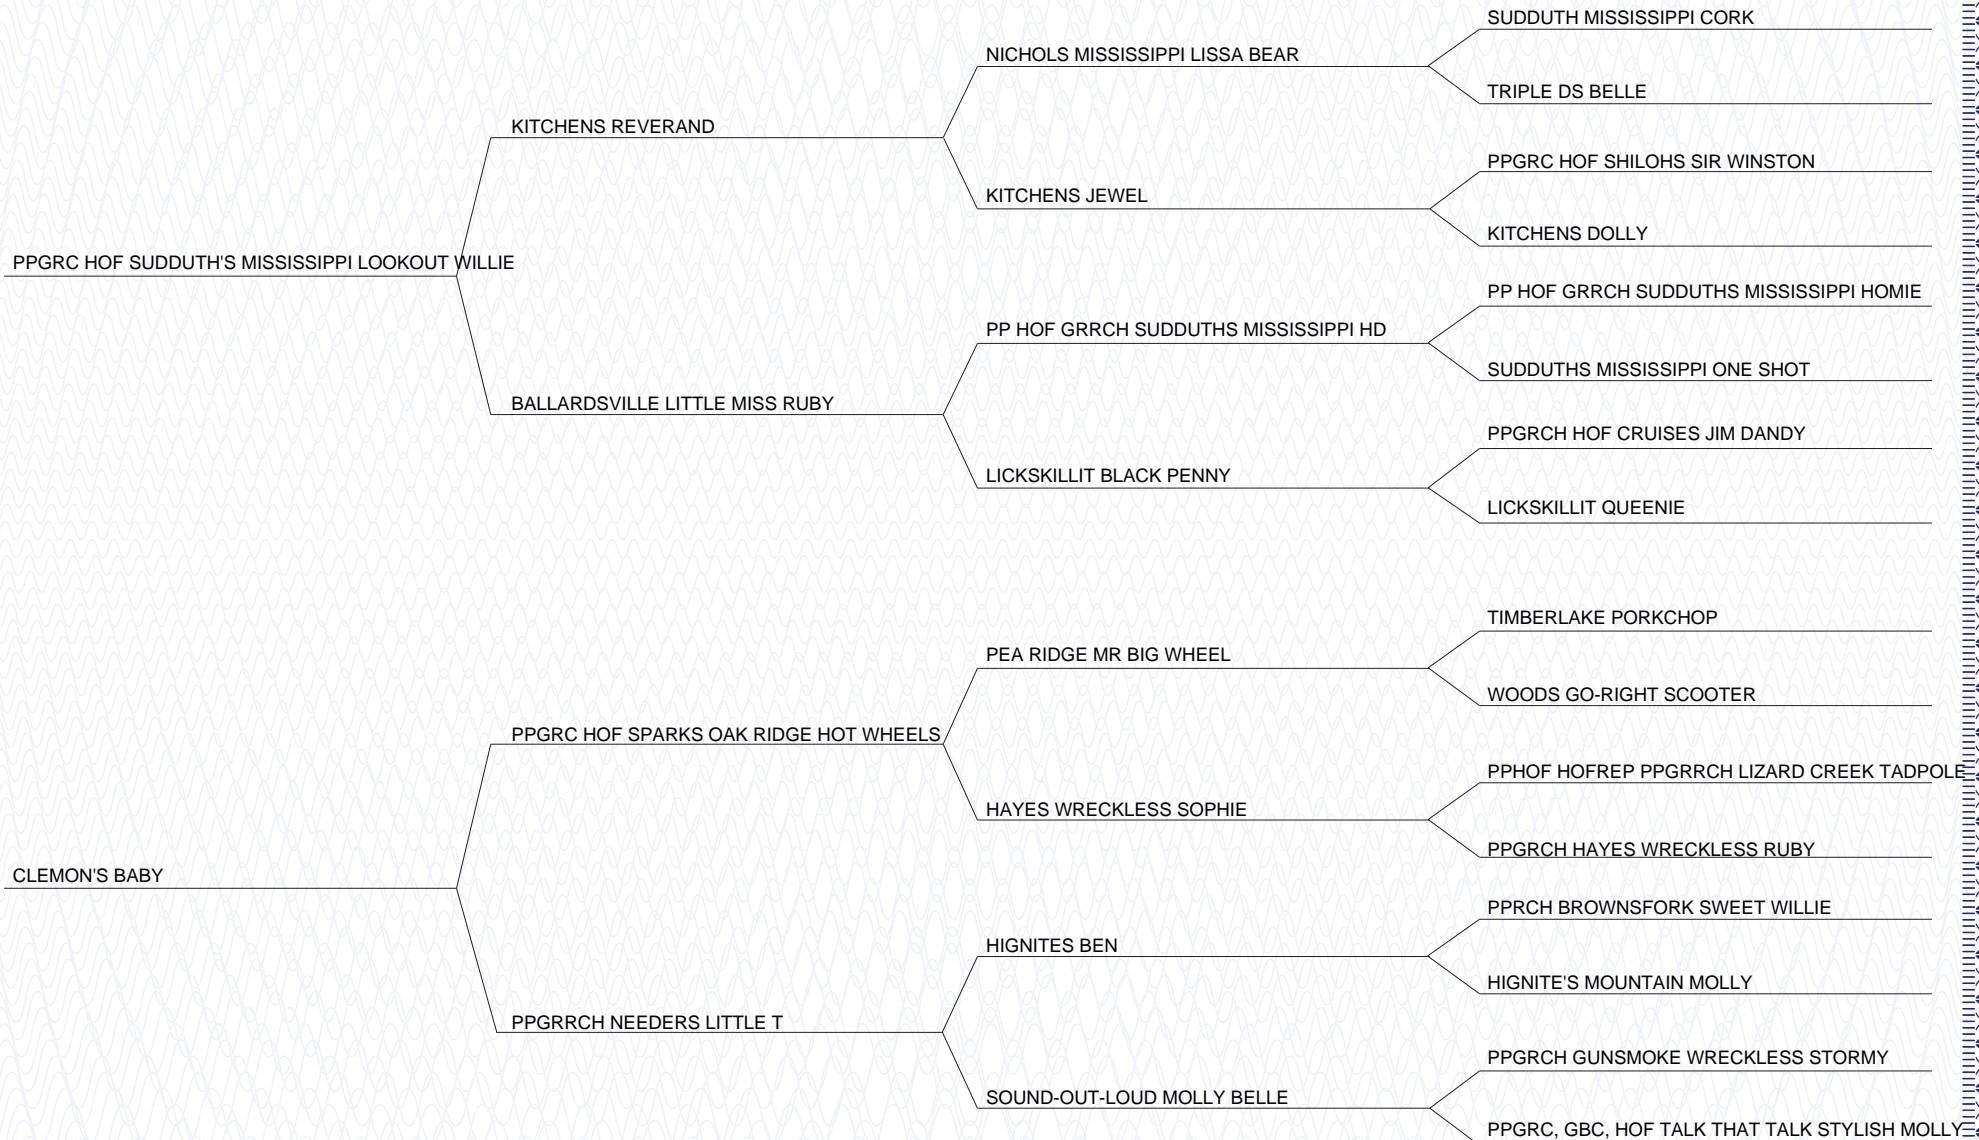 SUDDUTH MISSISSIPPI CORK
NICHOLS MISSISSIPPI LISSA BEAR
TRIPLE DS BELLE
KITCHENS REVERAND
PPGRC HOF SHILOHS SIR WINSTON
KITCHENS JEWEL
KITCHENS DOLLY
PPGRC HOF SUDDUTH'S MISSISSIPPI LOOKOUT WILLIE
PP HOF GRRCH SUDDUTHS MISSISSIPPI HOMIE
PP HOF GRRCH SUDDUTHS MISSISSIPPI HD
SUDDUTHS MISSISSIPPI ONE SHOT
BALLARDSVILLE LITTLE MISS RUBY
PPGRCH HOF CRUISES JIM DANDY
LICKSKILLIT BLACK PENNY
LICKSKILLIT QUEENIE
TIMBERLAKE PORKCHOP
PEA RIDGE MR BIG WHEEL
WOODS GO-RIGHT SCOOTER
PPGRC HOF SPARKS OAK RIDGE HOT WHEELS
PPHOF HOFREP PPGRRCH LIZARD CREEK TADPOLE
HAYES WRECKLESS SOPHIE
PPGRCH HAYES WRECKLESS RUBY
CLEMON'S BABY
PPRCH BROWNSFORK SWEET WILLIE
HIGNITES BEN
HIGNITE'S MOUNTAIN MOLLY
PPGRRCH NEEDERS LITTLE T
PPGRCH GUNSMOKE WRECKLESS STORMY
SOUND-OUT-LOUD MOLLY BELLE
PPGRC, GBC, HOF TALK THAT TALK STYLISH MOLLY